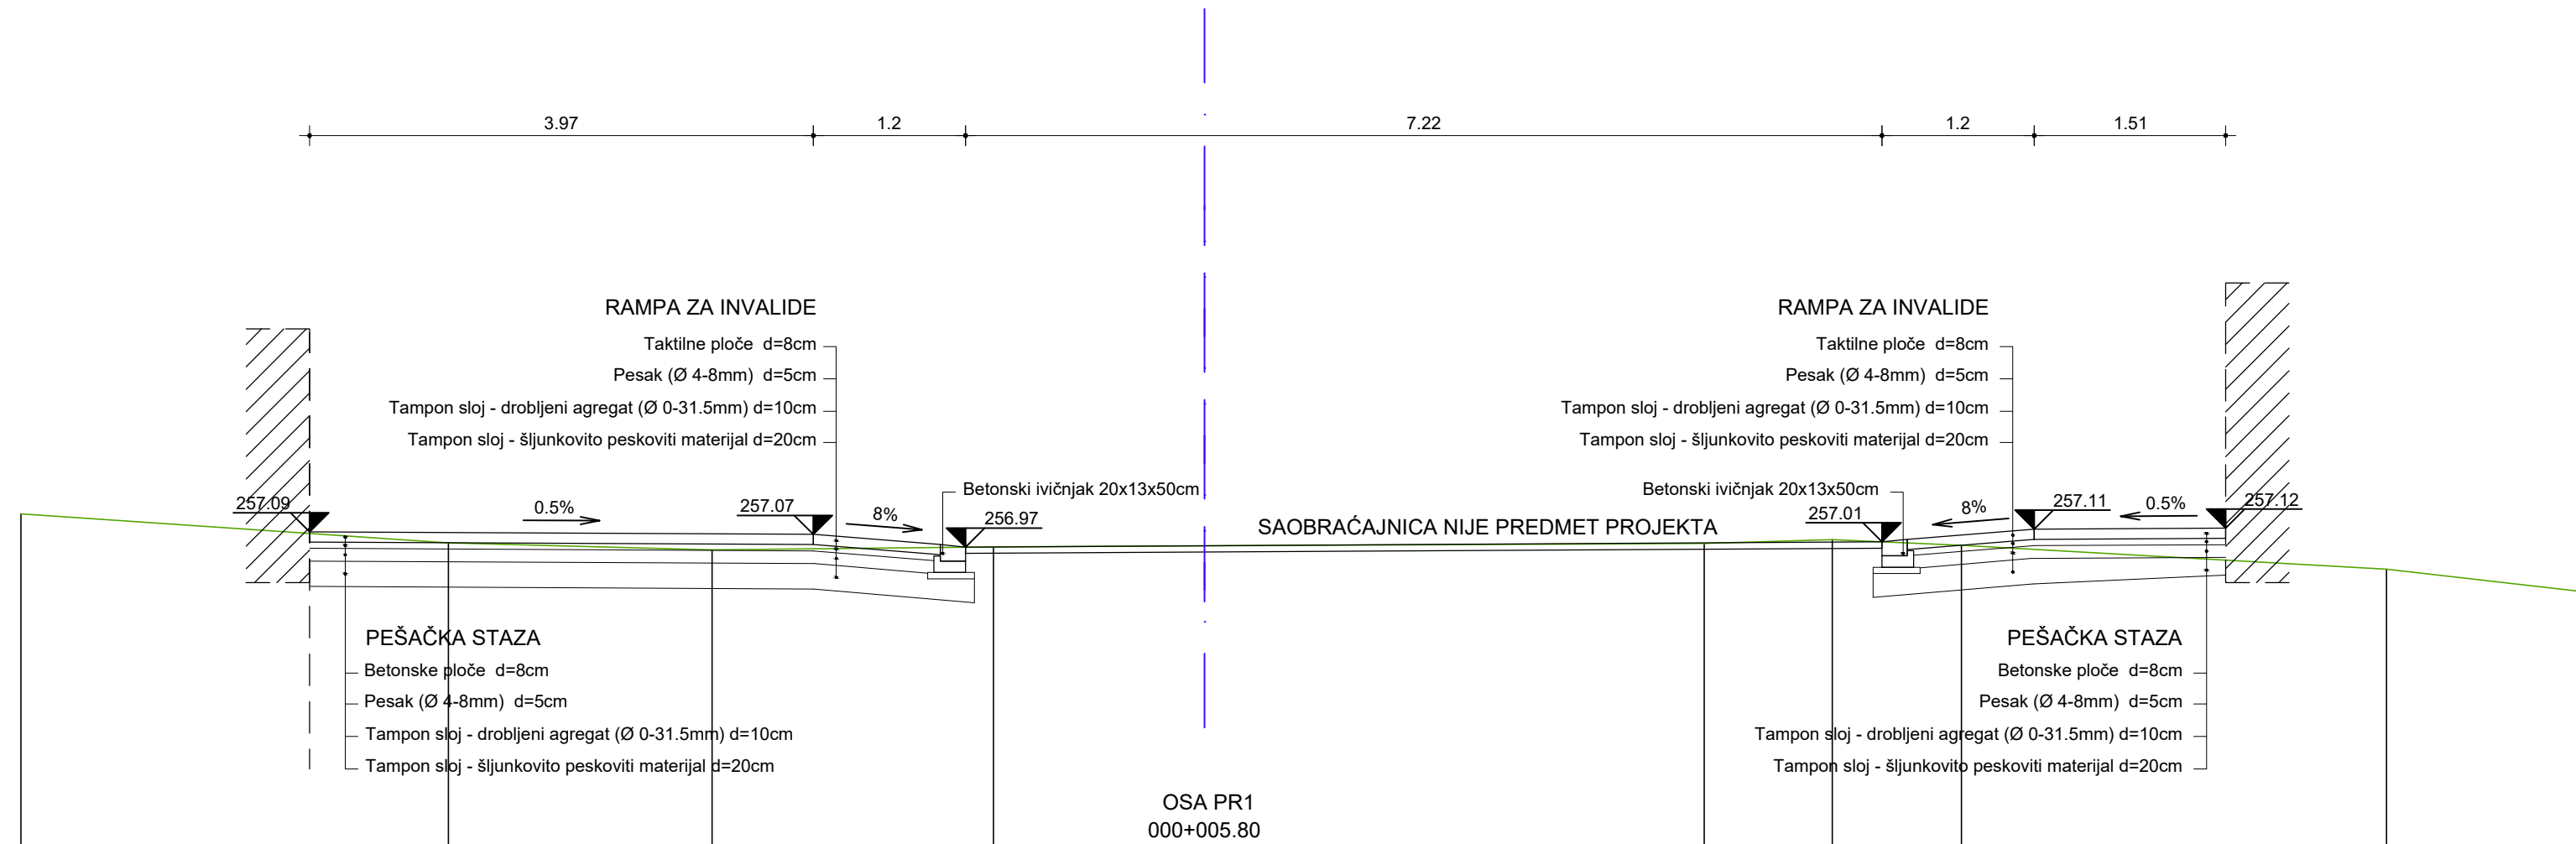 3.97 1.2 7.22 1.2 1.51
RAMPA ZA INVALIDE
Taktilne ploče d=8cm
Pesak (Ø 4-8mm) d=5cm
Tampon sloj - drobljeni agregat (Ø 0-31.5mm) d=10cm
Tampon sloj - šljunkovito peskoviti materijal d=20cm
RAMPA ZA INVALIDE
Taktilne ploče d=8cm
Pesak (Ø 4-8mm) d=5cm
Tampon sloj - drobljeni agregat (Ø 0-31.5mm) d=10cm
Tampon sloj - šljunkovito peskoviti materijal d=20cm
Betonski ivičnjak 20x13x50cm
Betonski ivičnjak 20x13x50cm
257.09
0.5%
257.07
8%
256.97
SAOBRAĆAJNICA NIJE PREDMET PROJEKTA
257.01
8%
257.11
0.5%
257.12
PEŠAČKA STAZA
Betonske ploče d=8cm
Pesak (Ø 4-8mm) d=5cm
Tampon sloj - drobljeni agregat (Ø 0-31.5mm) d=10cm
Tampon sloj - šljunkovito peskoviti materijal d=20cm
PEŠAČKA STAZA
Betonske ploče d=8cm
Pesak (Ø 4-8mm) d=5cm
Tampon sloj - drobljeni agregat (Ø 0-31.5mm) d=10cm
Tampon sloj - šljunkovito peskoviti materijal d=20cm
OSA PR1
000+005.80